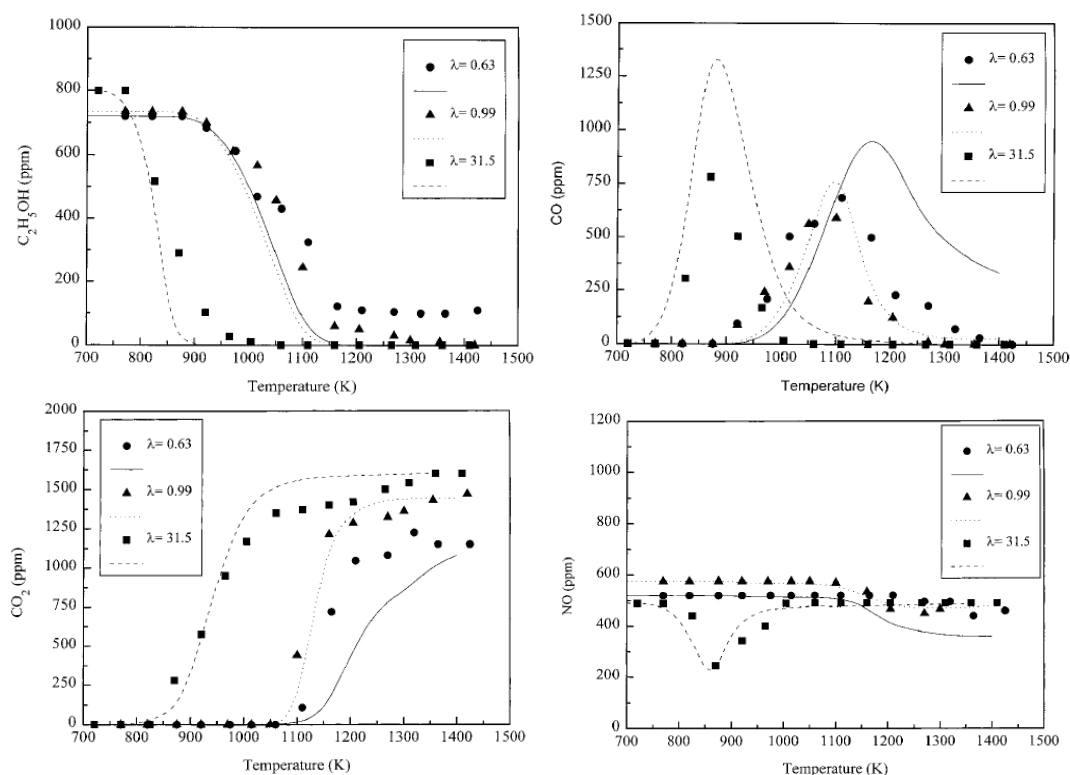 1000
800
600
400
200
0
C₂H₅OH (ppm)
λ= 0.63
λ= 0.99
λ= 31.5
700 800 900 1000 1100 1200 1300 1400 1500
Temperature (K)
1500
1250
1000
750
500
250
0
CO (ppm)
λ= 0.63
λ= 0.99
λ= 31.5
700 800 900 1000 1100 1200 1300 1400 1500
Temperature (K)
2000
1750
1500
1250
1000
750
500
250
0
CO₂ (ppm)
λ= 0.63
λ= 0.99
λ= 31.5
700 800 900 1000 1100 1200 1300 1400 1500
Temperature (K)
1200
1000
800
600
400
200
0
NO (ppm)
λ= 0.63
λ= 0.99
λ= 31.5
700 800 900 1000 1100 1200 1300 1400 1500
Temperature (K)